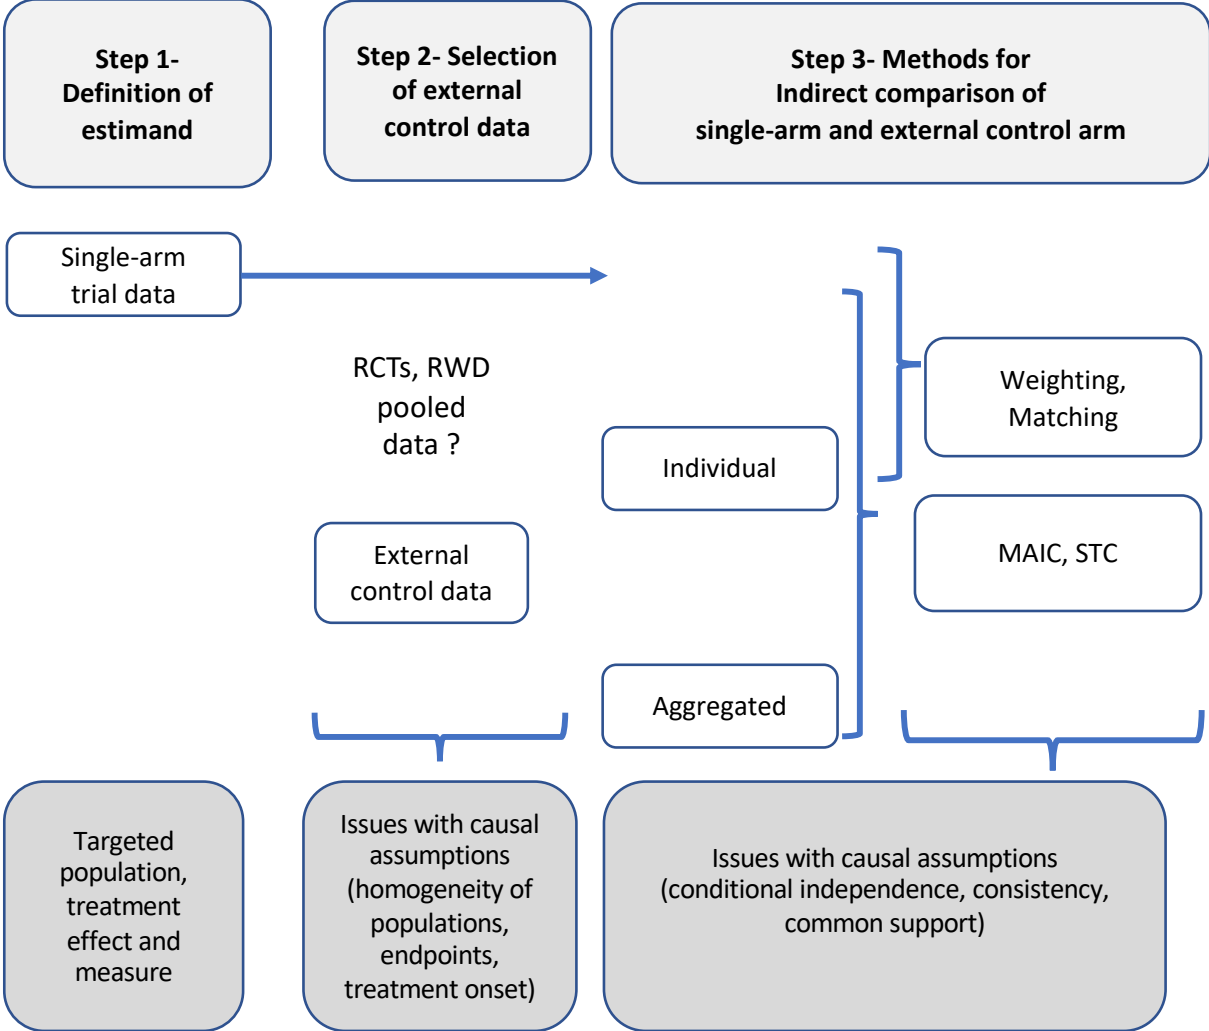 Step 1-
Definition of
estimand
Step 2- Selection
of external
control data
Step 3- Methods for
Indirect comparison of
single-arm and external control arm
Single-arm
trial data
RCTs, RWD
pooled
data ?
External
control data
Individual
Aggregated
Weighting,
Matching
MAIC, STC
Targeted
population,
treatment
effect and
measure
Issues with causal
assumptions
(homogeneity of
populations,
endpoints,
treatment onset)
Issues with causal assumptions
(conditional independence, consistency,
common support)